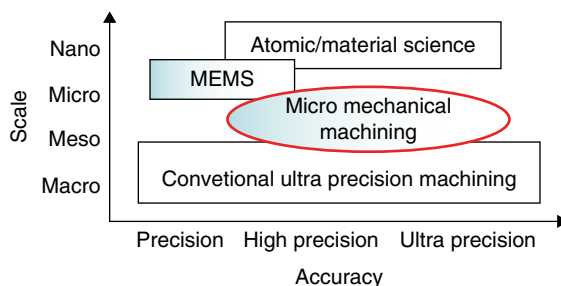 Nano
Micro
Meso
Macro
Scale
Atomic/material science
MEMS
Micro mechanical
machining
Convetional ultra precision machining
Precision
High precision
Ultra precision
Accuracy